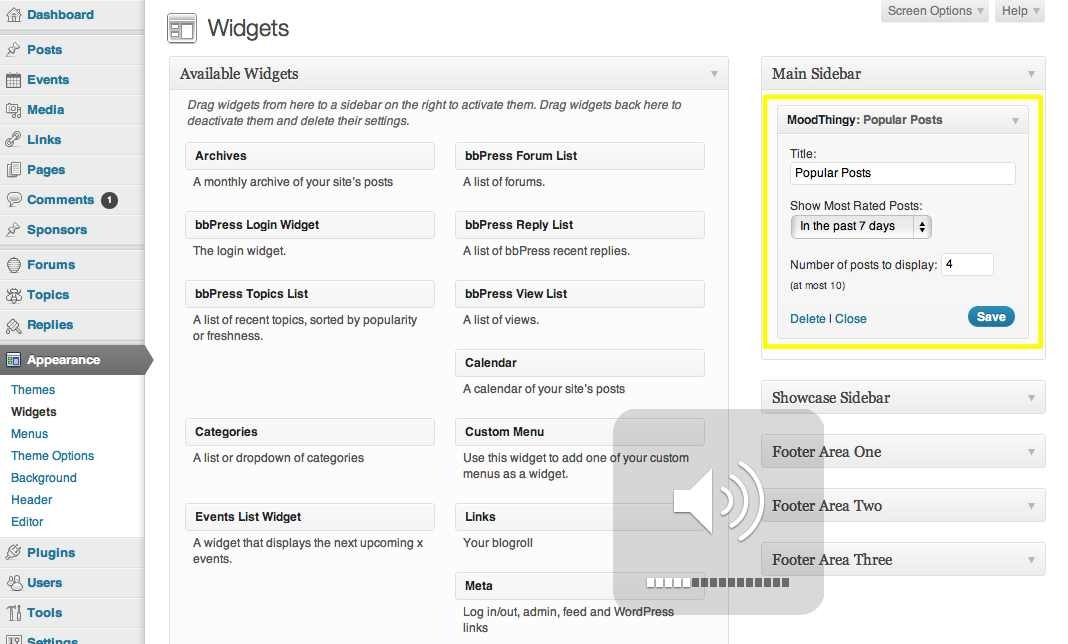 Dashboard
Posts
Events
Media
Links
Pages
Comments 1
Sponsors
Forums
Topics
Replies
Appearance
Themes
Widgets
Menus
Theme Options
Background
Header
Editor
Plugins
Users
Tools
Settings
Screen Options
Help
Widgets
Available Widgets
Drag widgets from here to a sidebar on the right to activate them. Drag widgets back here to
deactivate them and delete their settings.
Archives
A monthly archive of your site's posts
bbPress Forum List
A list of forums.
bbPress Login Widget
The login widget.
bbPress Reply List
A list of bbPress recent replies.
bbPress Topics List
A list of recent topics, sorted by popularity
or freshness.
bbPress View List
A list of views.
Calendar
A calendar of your site's posts
Categories
A list or dropdown of categories
Custom Menu
Use this widget to add one of your custom
menus as a widget.
Events List Widget
A widget that displays the next upcoming x
events.
Links
Your blogroll
Meta
Log in/out, admin, feed and WordPress
links
Main Sidebar
MoodThingy: Popular Posts
Title:
Popular Posts
Show Most Rated Posts:
In the past 7 days
Number of posts to display: 4
(at most 10)
Delete | Close
Save
Showcase Sidebar
Footer Area One
Footer Area Two
Footer Area Three